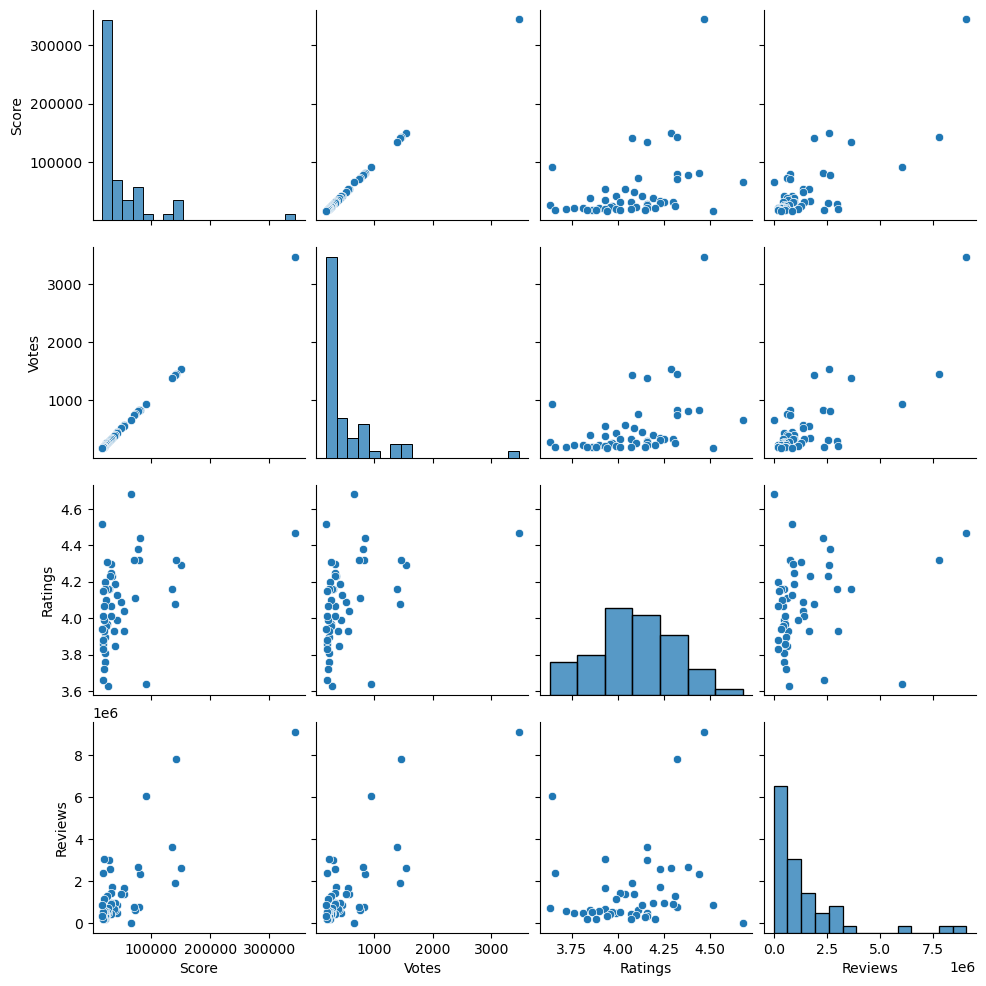 300000
200000
100000
Score
3000
2000
1000
Votes
4.6
4.4
4.2
4.0
3.8
3.6
Ratings
1e6
8
6
4
2
0
Reviews
100000 200000 300000
Score
1000 2000 3000
Votes
3.75 4.00 4.25 4.50
Ratings
0.0 2.5 5.0 7.5
1e6
Reviews